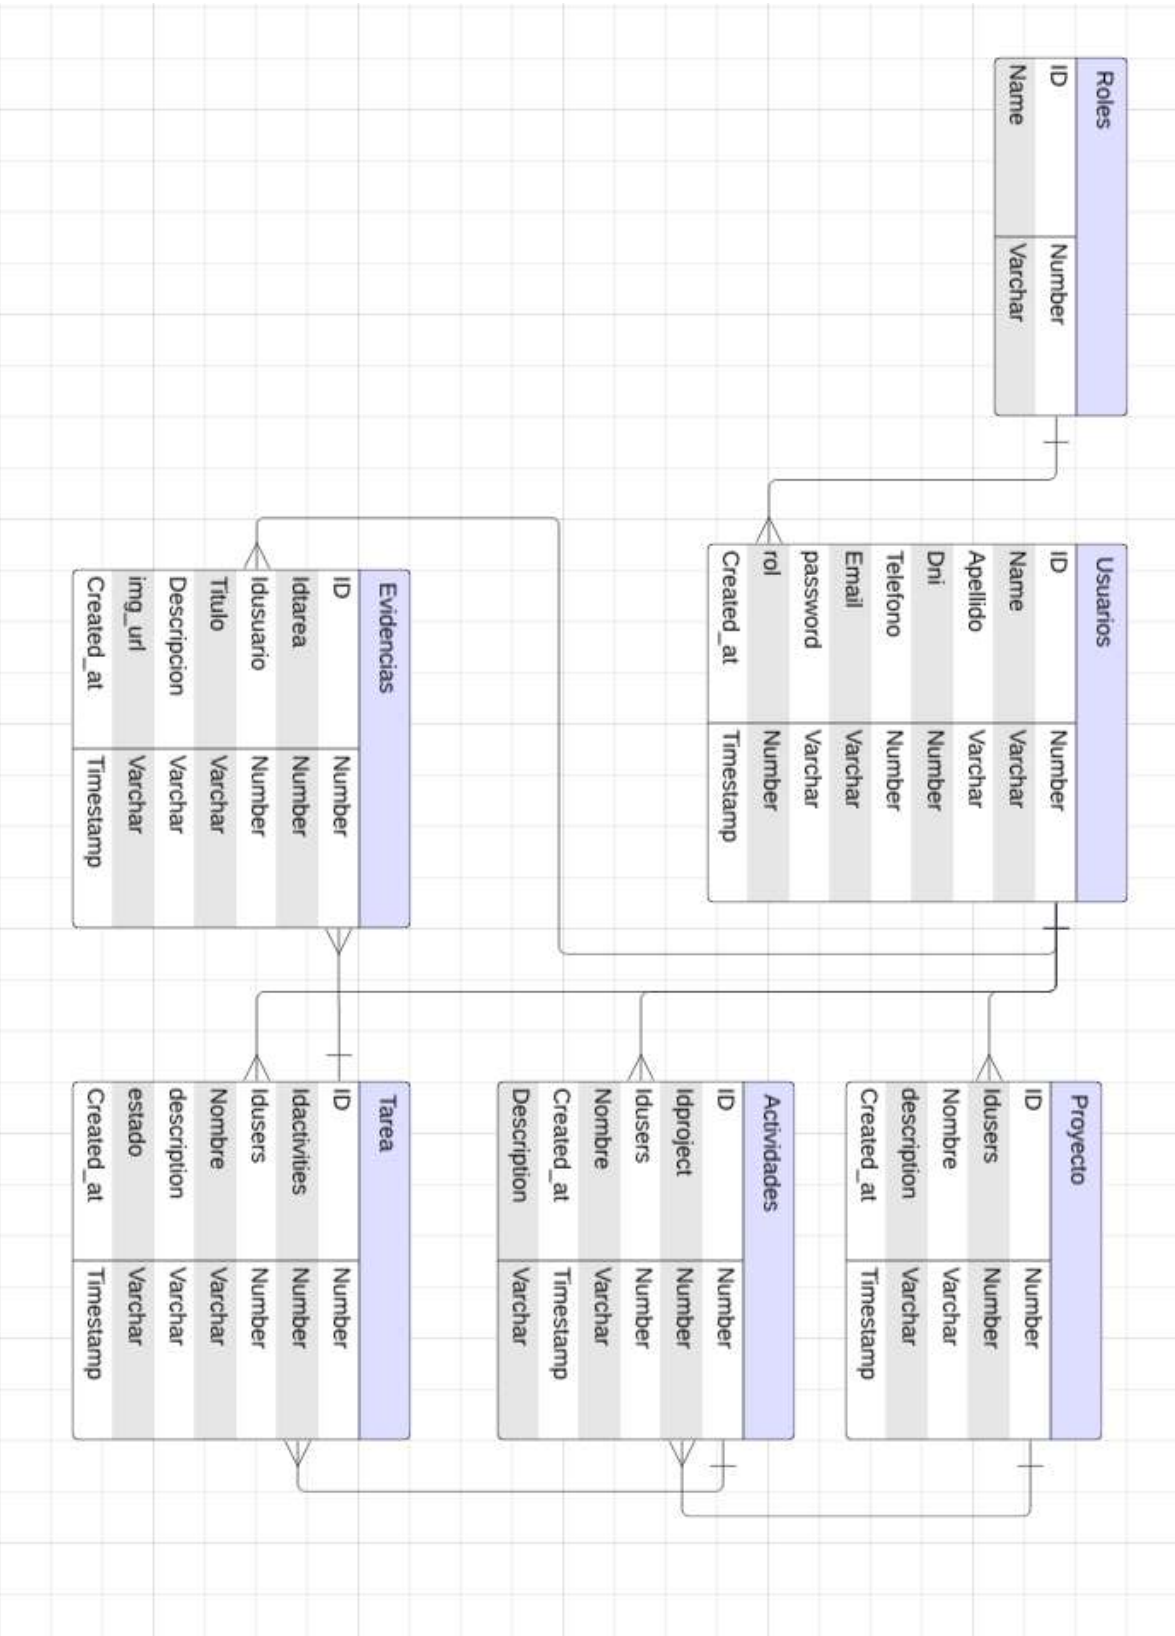 Roles
ID Number
Name Varchar
Usuarios
ID Number
Name Varchar
Apellido Varchar
Dni Number
Telefono Number
Email Varchar
password Varchar
rol Number
Created_at Timestamp
Proyecto
ID Number
Idusers Number
Nombre Varchar
description Varchar
Created_at Timestamp
Actividades
ID Number
Idproject Number
Idusers Number
Nombre Varchar
Created_at Timestamp
Description Varchar
Evidencias
ID Number
Idtarea Number
Idusuario Number
Titulo Varchar
Descripcion Varchar
img_url Varchar
Created_at Timestamp
Tarea
ID Number
Idactivities Number
Idusers Number
Nombre Varchar
description Varchar
estado Varchar
Created_at Timestamp